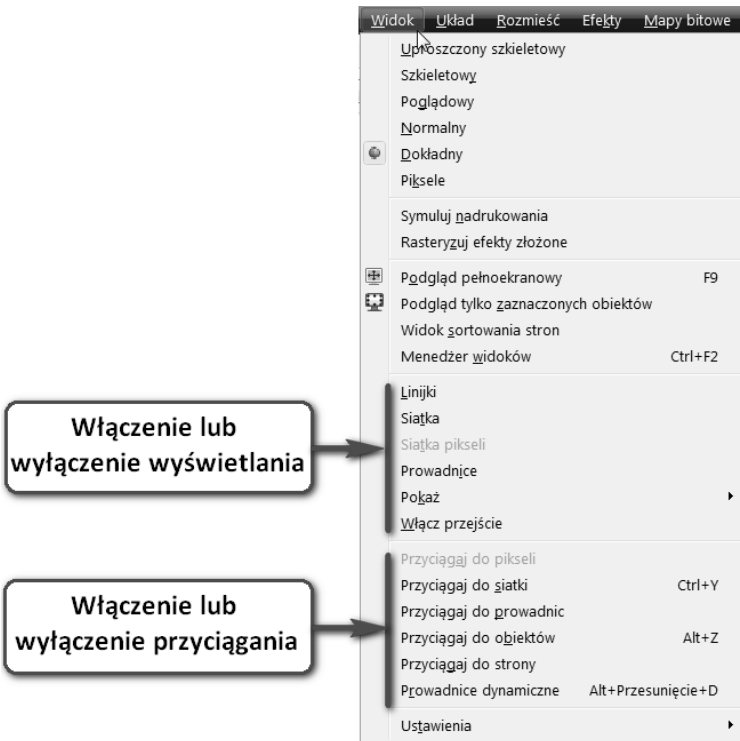 Widok Układ Rozmieść Efekty Mapy bitowe
Uproszczony szkieletowy
Szkieletowy
Poglądowy
Normalny
Dokładny
Piksele
Symuluj nadrukowania
Rasteryzuj efekty złożone
Podgląd pełnoekranowy F9
Podgląd tylko zaznaczonych obiektów
Widok sortowania stron
Menedżer widoków Ctrl+F2
Włączenie lub
wyłączenie wyświetlania
Linijki
Siatka
Siatka pikseli
Prowadnice
Pokaż
Włącz przejście
Włączenie lub
wyłączenie przyciągania
Przyciągaj do pikseli
Przyciągaj do siatki Ctrl+Y
Przyciągaj do prowadnic
Przyciągaj do obiektów Alt+Z
Przyciągaj do strony
Prowadnice dynamiczne Alt+Przesunięcie+D
Ustawienia